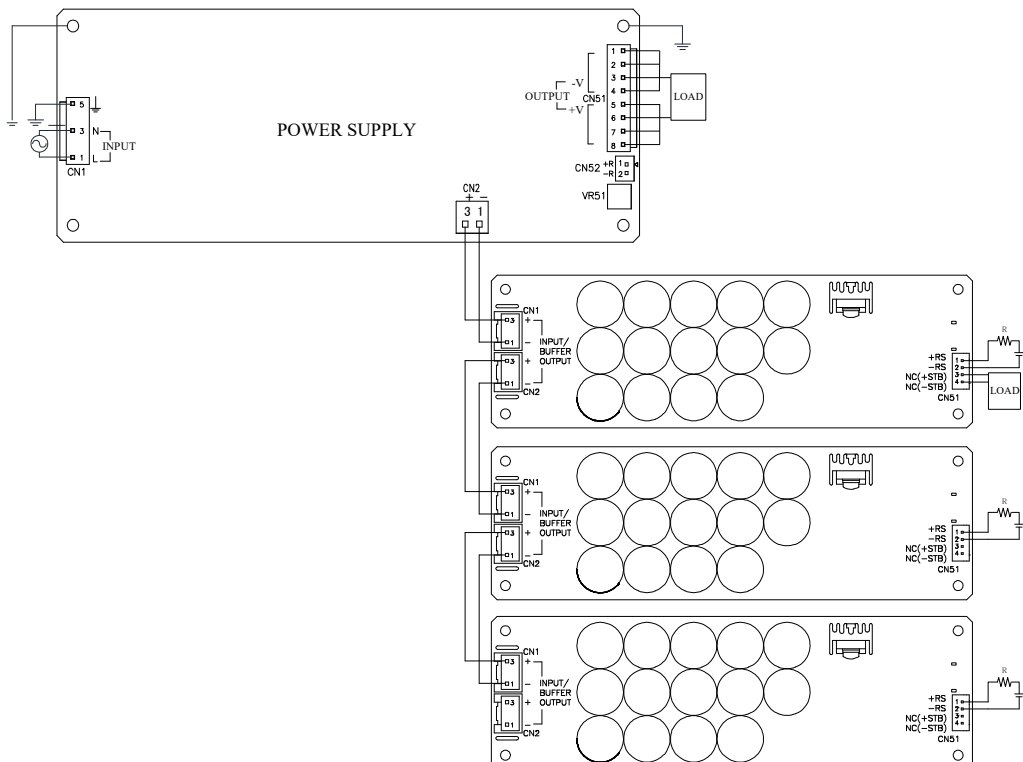 POWER SUPPLY
5
3 N
1 L
INPUT
CN1
1
2
3
4
5
6
7
8
-V
OUTPUT
+V
CN51
LOAD
CN52
+R 1
-R 2
VR51
CN2
+ -
3 1
CN1
3 +
1 -
3 +
1 -
CN2
INPUT/
BUFFER
OUTPUT
+RS 1
-RS 2
NC(+STB) 3
NC(-STB) 4
CN51
R
LOAD
CN1
3 +
1 -
3 +
1 -
CN2
INPUT/
BUFFER
OUTPUT
+RS 1
-RS 2
NC(+STB) 3
NC(-STB) 4
CN51
R
CN1
3 +
1 -
3 +
1 -
CN2
INPUT/
BUFFER
OUTPUT
+RS 1
-RS 2
NC(+STB) 3
NC(-STB) 4
CN51
R